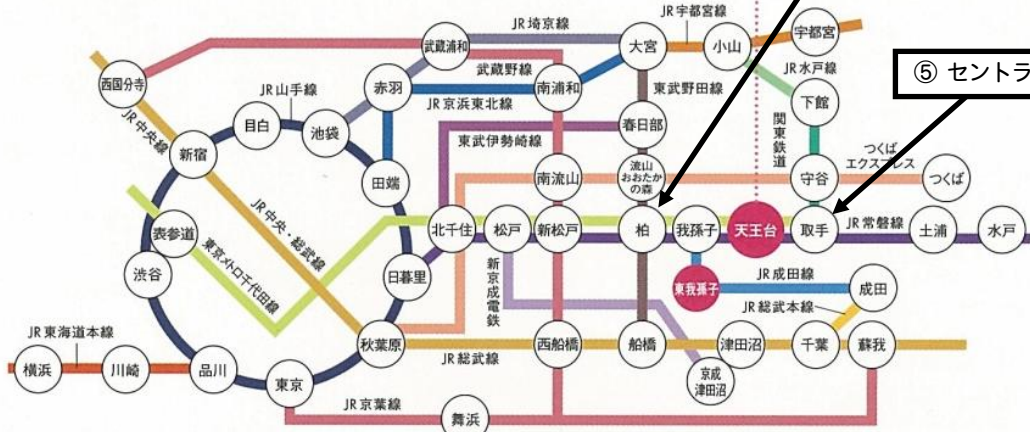 JR埼京線
JR宇都宮線
武蔵浦和
大宮
小山
宇都宮
⑤ セントラ
西国分寺
武蔵野線
JR水戸線
JR山手線
赤羽
南浦和
東武野田線
下館
JR京浜東北線
目白
池袋
JR中央線
新宿
東武伊勢崎線
春日部
関東鉄道
つくば
エクスプレス
田端
南流山
流山
おおたか
の森
守谷
つくば
JR中央・総武線
表参道
北千住
松戸
新松戸
柏
我孫子
天王台
取手
JR常磐線
土浦
水戸
東京メトロ千代田線
渋谷
日暮里
新京成電鉄
東我孫子
JR成田線
成田
JR総武本線
JR東海道本線
秋葉原
JR総武線
西船橋
船橋
津田沼
千葉
蘇我
横浜
川崎
品川
東京
京成
津田沼
JR京葉線
舞浜